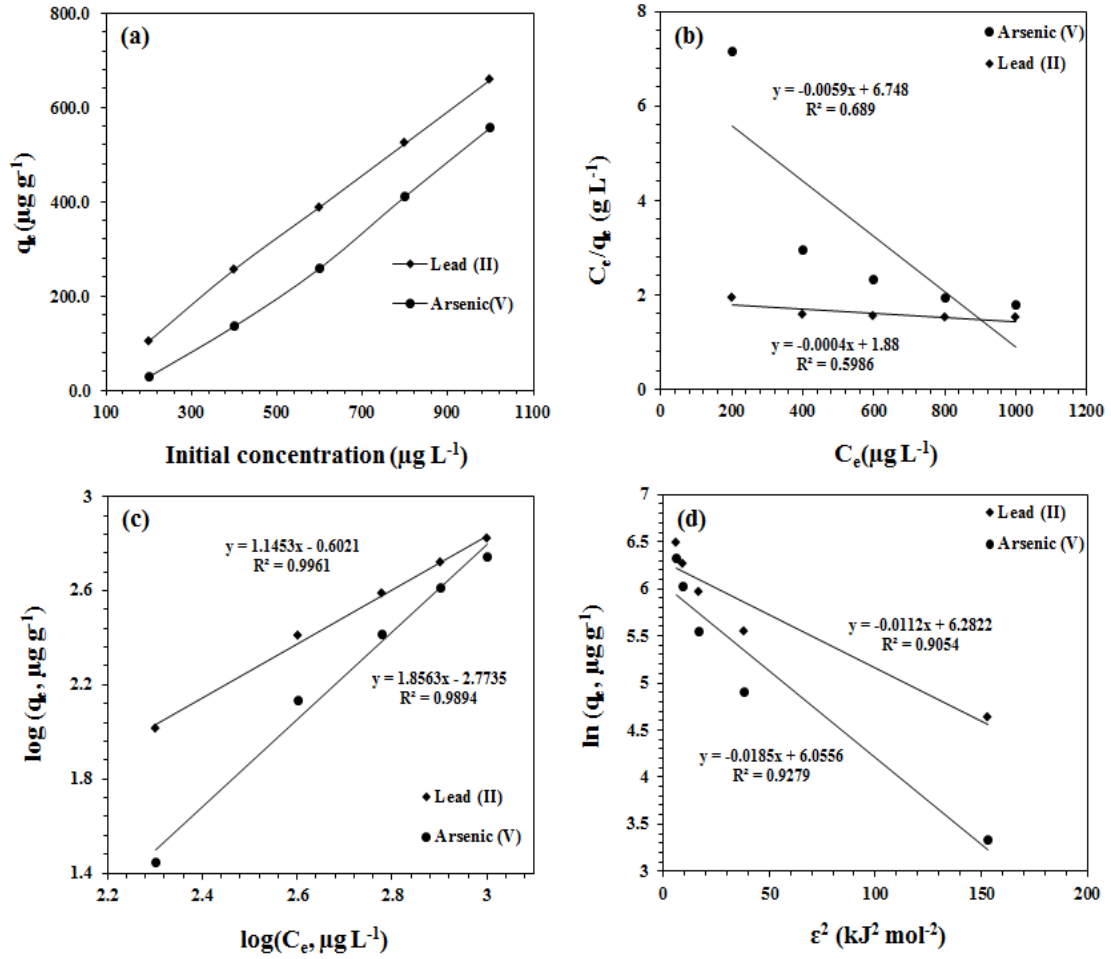 800.0
600.0
400.0
200.0
0.0
(a)
Lead (II)
Arsenic(V)
100 300 500 700 900 1100
qe (µg g-1)
Initial concentration (µg L-1)
8
6
4
2
0
(b)
Arsenic (V)
Lead (II)
y = -0.0059x + 6.748
R² = 0.689
y = -0.0004x + 1.88
R² = 0.5986
0 200 400 600 800 1000 1200
Ce/qe (g L-1)
Ce(µg L-1)
3
2.6
2.2
1.8
1.4
(c)
y = 1.1453x - 0.6021
R² = 0.9961
y = 1.8563x - 2.7735
R² = 0.9894
Lead (II)
Arsenic (V)
2.2 2.4 2.6 2.8 3 3.2
log (qe, µg g-1)
log(Ce, µg L-1)
7
6.5
6
5.5
5
4.5
4
3.5
3
(d)
Lead (II)
Arsenic (V)
y = -0.0112x + 6.2822
R² = 0.9054
y = -0.0185x + 6.0556
R² = 0.9279
0 50 100 150 200
ln (qe, µg g-1)
ε² (kJ² mol-2)